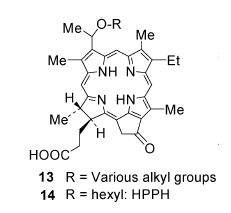 O-R
Me
Me
Me
Et
NH
N
N
HN
H
Me
Me
H
O
HOOC
13 R = Various alkyl groups
14 R = hexyl: HPPH